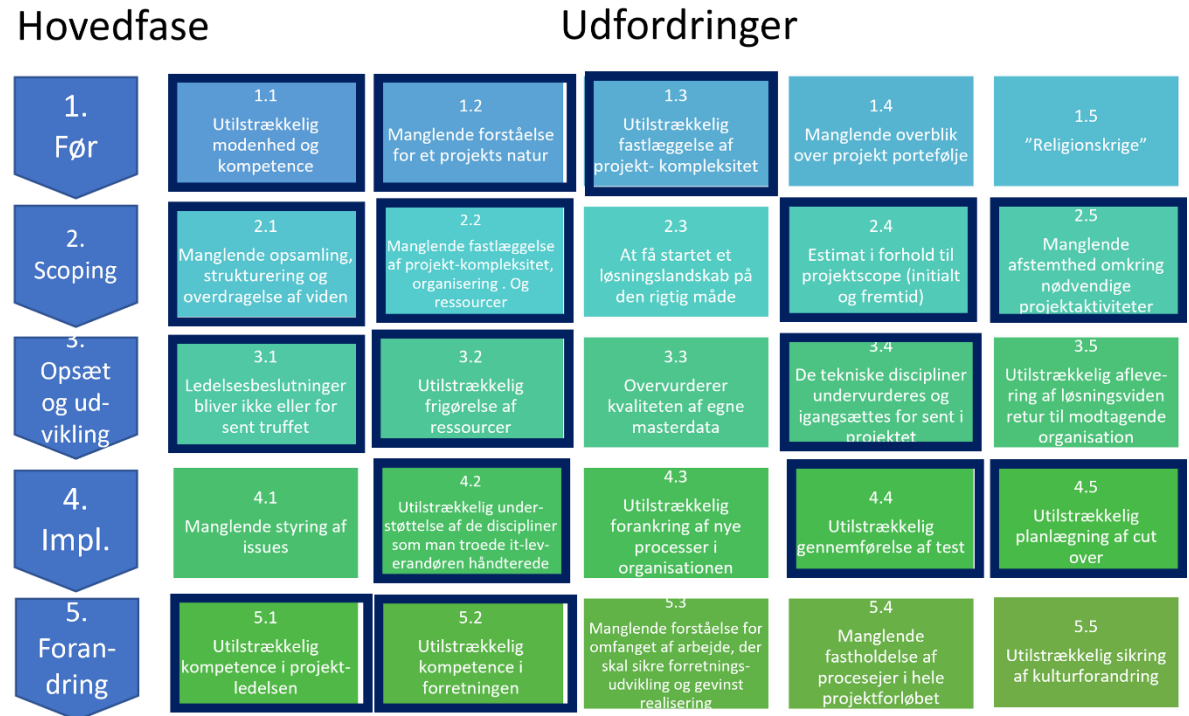 Hovedfase
Udfordringer
1.
Før
1.1
Utilstrækkelig
modenhed og
kompetence
1.2
Manglende forståelse
for et projekts natur
1.3
Utilstrækkelig
fastlæggelse af
projekt- kompleksitet
1.4
Manglende overblik
over projekt portefølje
1.5
”Religionskrige”
2.
Scoping
2.1
Manglende opsamling,
strukturering og
overdragelse af viden
2.2
Manglende fastlæggelse
af projekt-kompleksitet,
organisering . Og
ressourcer
2.3
At få startet et
løsningslandskab på
den rigtig måde
2.4
Estimat i forhold til
projektscope (initialt
og fremtid)
2.5
Manglende
afstemthed omkring
nødvendige
projektaktiviteter
3.
Opsæt
og ud-
vikling
3.1
Ledelsesbeslutninger
bliver ikke eller for
sent truffet
3.2
Utilstrækkelig
frigørelse af
ressourcer
3.3
Overvurderer
kvaliteten af egne
masterdata
3.4
De tekniske discipliner
undervurderes og
igangsættes for sent i
projektet
3.5
Utilstrækkelig afleve-
ring af løsningsviden
retur til modtagende
organisation
4.
Impl.
4.1
Manglende styring af
issues
4.2
Utilstrækkelig under-
støttelse af de discipliner
som man troede it-lev-
erandøren håndterede
4.3
Utilstrækkelig
forankring af nye
processer i
organisationen
4.4
Utilstrækkelig
gennemførelse af test
4.5
Utilstrækkelig
planlægning af cut
over
5.
Foran-
dring
5.1
Utilstrækkelig
kompetence i projekt-
ledelsen
5.2
Utilstrækkelig
kompetence i
forretningen
5.3
Manglende forståelse for
omfanget af arbejde, der
skal sikre forretnings-
udvikling og gevinst
realisering
5.4
Manglende
fastholdelse af
procesejer i hele
projektforløbet
5.5
Utilstrækkelig sikring
af kulturforandring